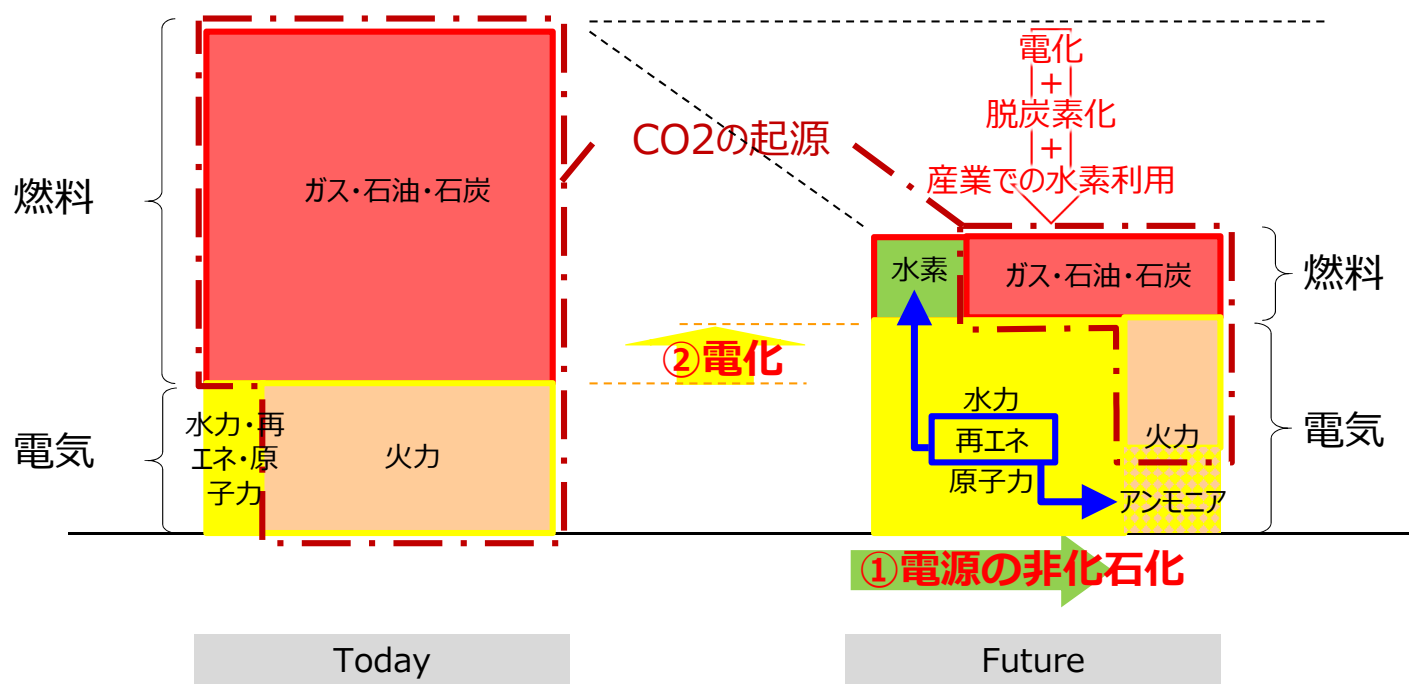 電化
+
脱炭素化
+
産業での水素利用
CO2の起源
燃料
ガス・石油・石炭
水素
ガス・石油・石炭
燃料
②電化
電気
水力・再
エネ・原
子力
火力
水力
再エネ
原子力
火力
アンモニア
電気
①電源の非化石化
Today
Future